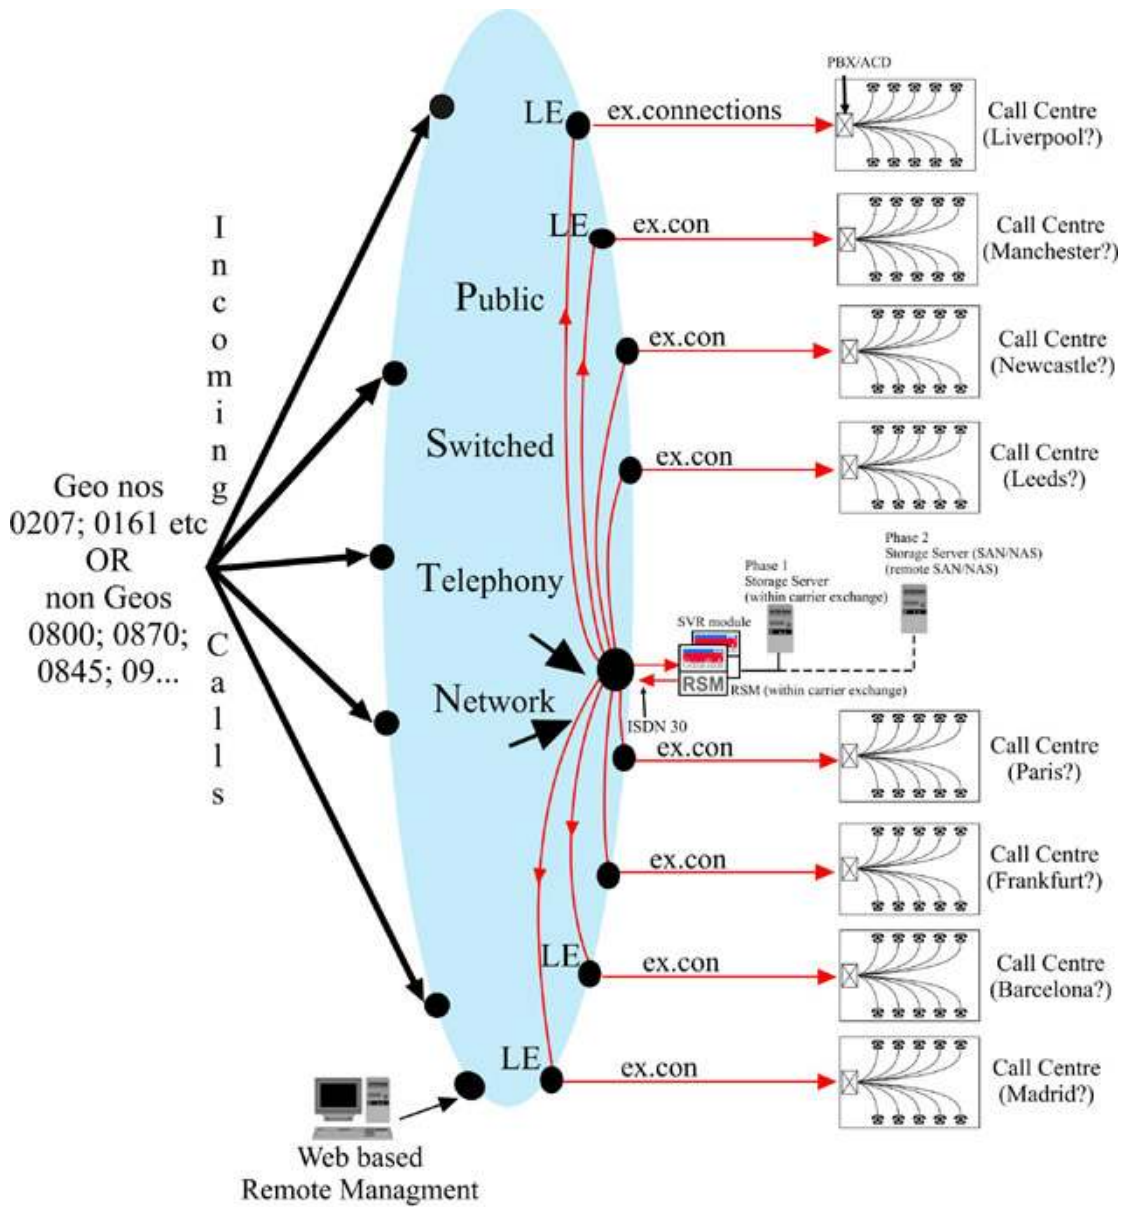 PBX/ACD
LE
ex.connections
Call Centre
(Liverpool?)
LE
ex.con
Call Centre
(Manchester?)
Incoming
Public
ex.con
Call Centre
(Newcastle?)
Switched
ex.con
Call Centre
(Leeds?)
Geo nos
0207; 0161 etc
OR
non Geos
0800; 0870;
0845; 09...
Telephony
Phase 1
Storage Server
(within carrier exchange)
Phase 2
Storage Server (SAN/NAS)
(remote SAN/NAS)
SVR module
RSM
RSM (within carrier exchange)
Calls
Network
ISDN 30
ex.con
Call Centre
(Paris?)
ex.con
Call Centre
(Frankfurt?)
LE
ex.con
Call Centre
(Barcelona?)
LE
ex.con
Call Centre
(Madrid?)
Web based
Remote Managment